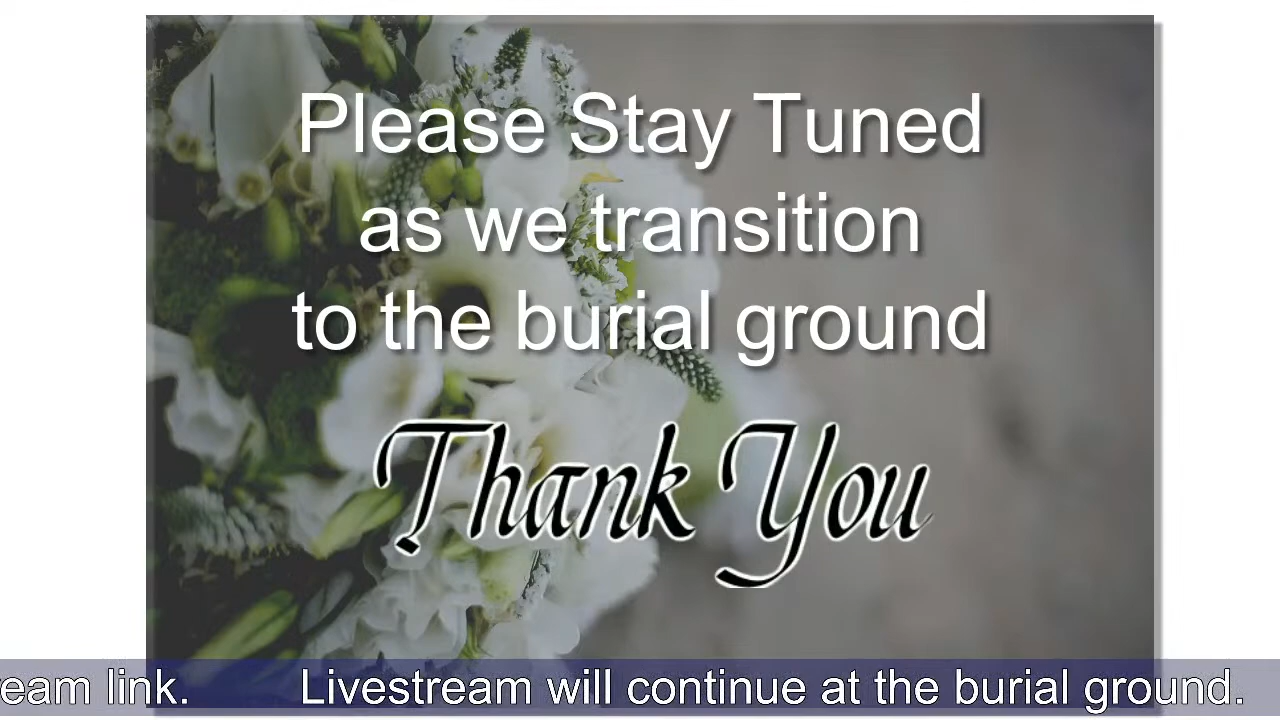 Please Stay Tuned
as we transition
to the burial ground
Thank You
link. Livestream will continue at the burial ground.